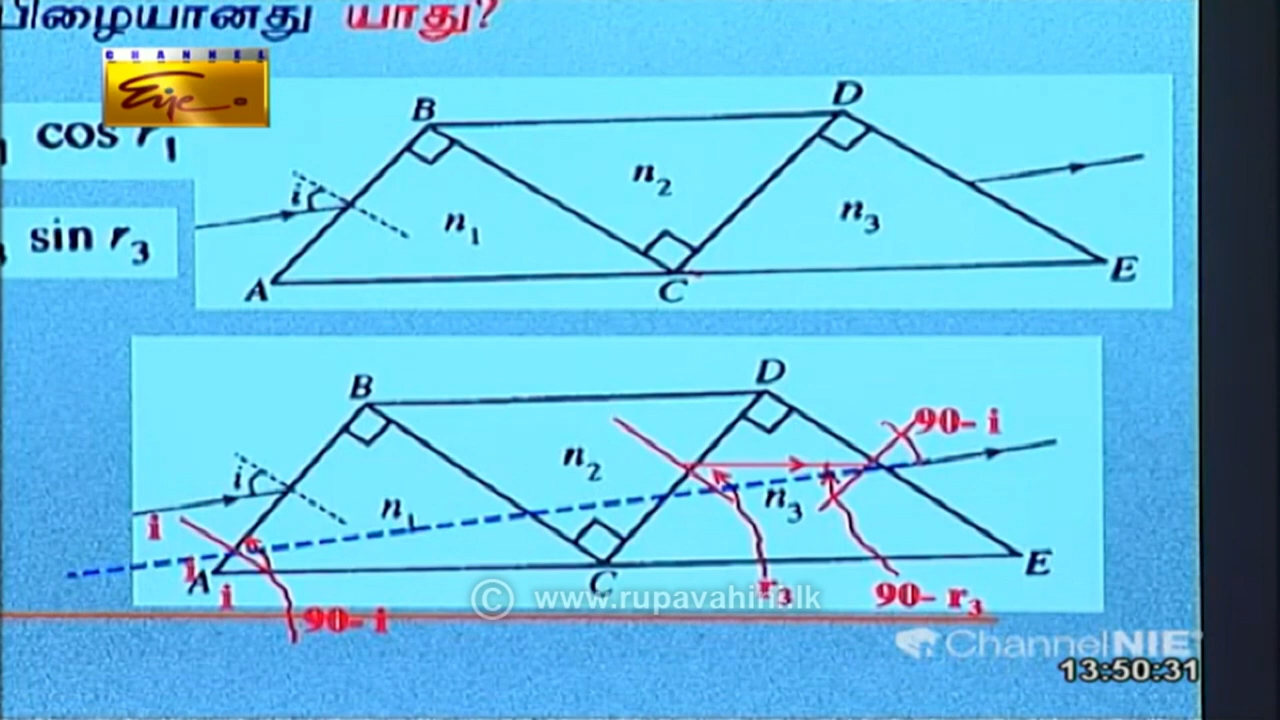 பிழையானது யாது?
CHANNEL
Eye
cos r₁
sin r₃
B
D
i
n₂
n₁
n₃
A
C
E
B
D
90- i
i
n₂
n₁
n₃
i
A
i
C
E
r₃
90- r₃
90- i
© www.rupavahini.lk
ChannelNIE
13:50:31